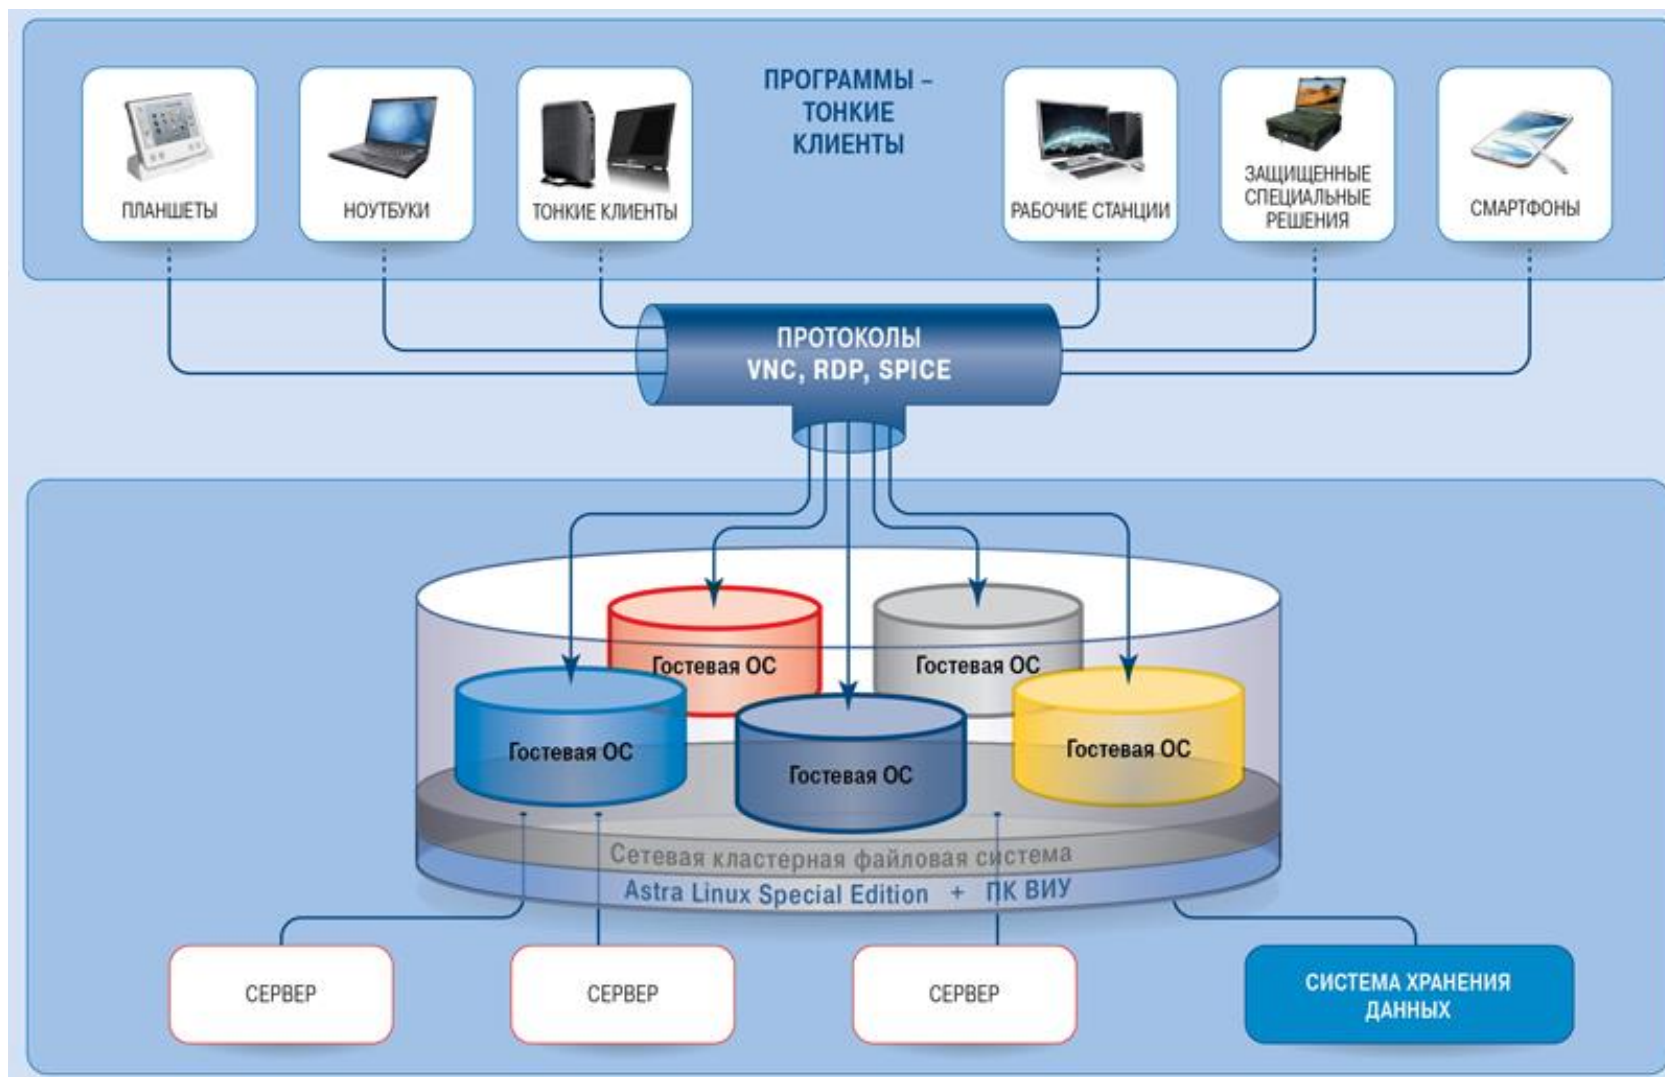 ПРОГРАММЫ –
ТОНКИЕ
КЛИЕНТЫ
ПЛАНШЕТЫ
НОУТБУКИ
ТОНКИЕ КЛИЕНТЫ
РАБОЧИЕ СТАНЦИИ
ЗАЩИЩЕННЫЕ
СПЕЦИАЛЬНЫЕ
РЕШЕНИЯ
СМАРТФОНЫ
ПРОТОКОЛЫ
VNC, RDP, SPICE
Гостевая ОС
Гостевая ОС
Гостевая ОС
Гостевая ОС
Гостевая ОС
Сетевая кластерная файловая система
Astra Linux Special Edition + ПК ВИУ
СЕРВЕР
СЕРВЕР
СЕРВЕР
СИСТЕМА ХРАНЕНИЯ
ДАННЫХ